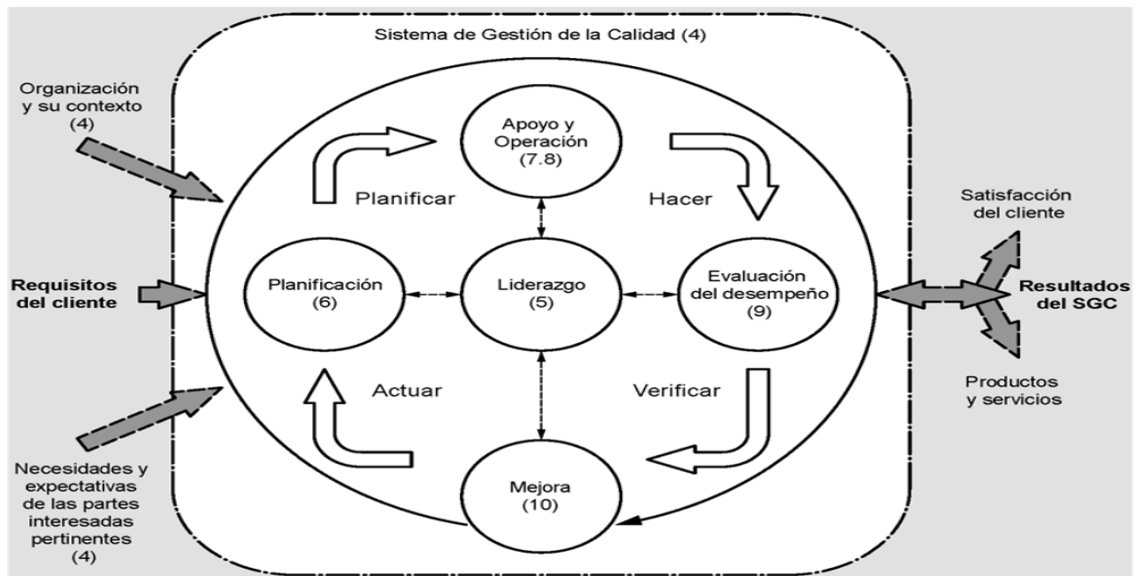 Sistema de Gestión de la Calidad (4)
Organización
y su contexto
(4)
Apoyo y
Operación
(7.8)
Planificar
Hacer
Satisfacción
del cliente
Requisitos
del cliente
Planificación
(6)
Liderazgo
(5)
Evaluación
del desempeño
(9)
Resultados
del SGC
Actuar
Verificar
Productos
y servicios
Necesidades y
expectativas
de las partes
interesadas
pertinentes
(4)
Mejora
(10)